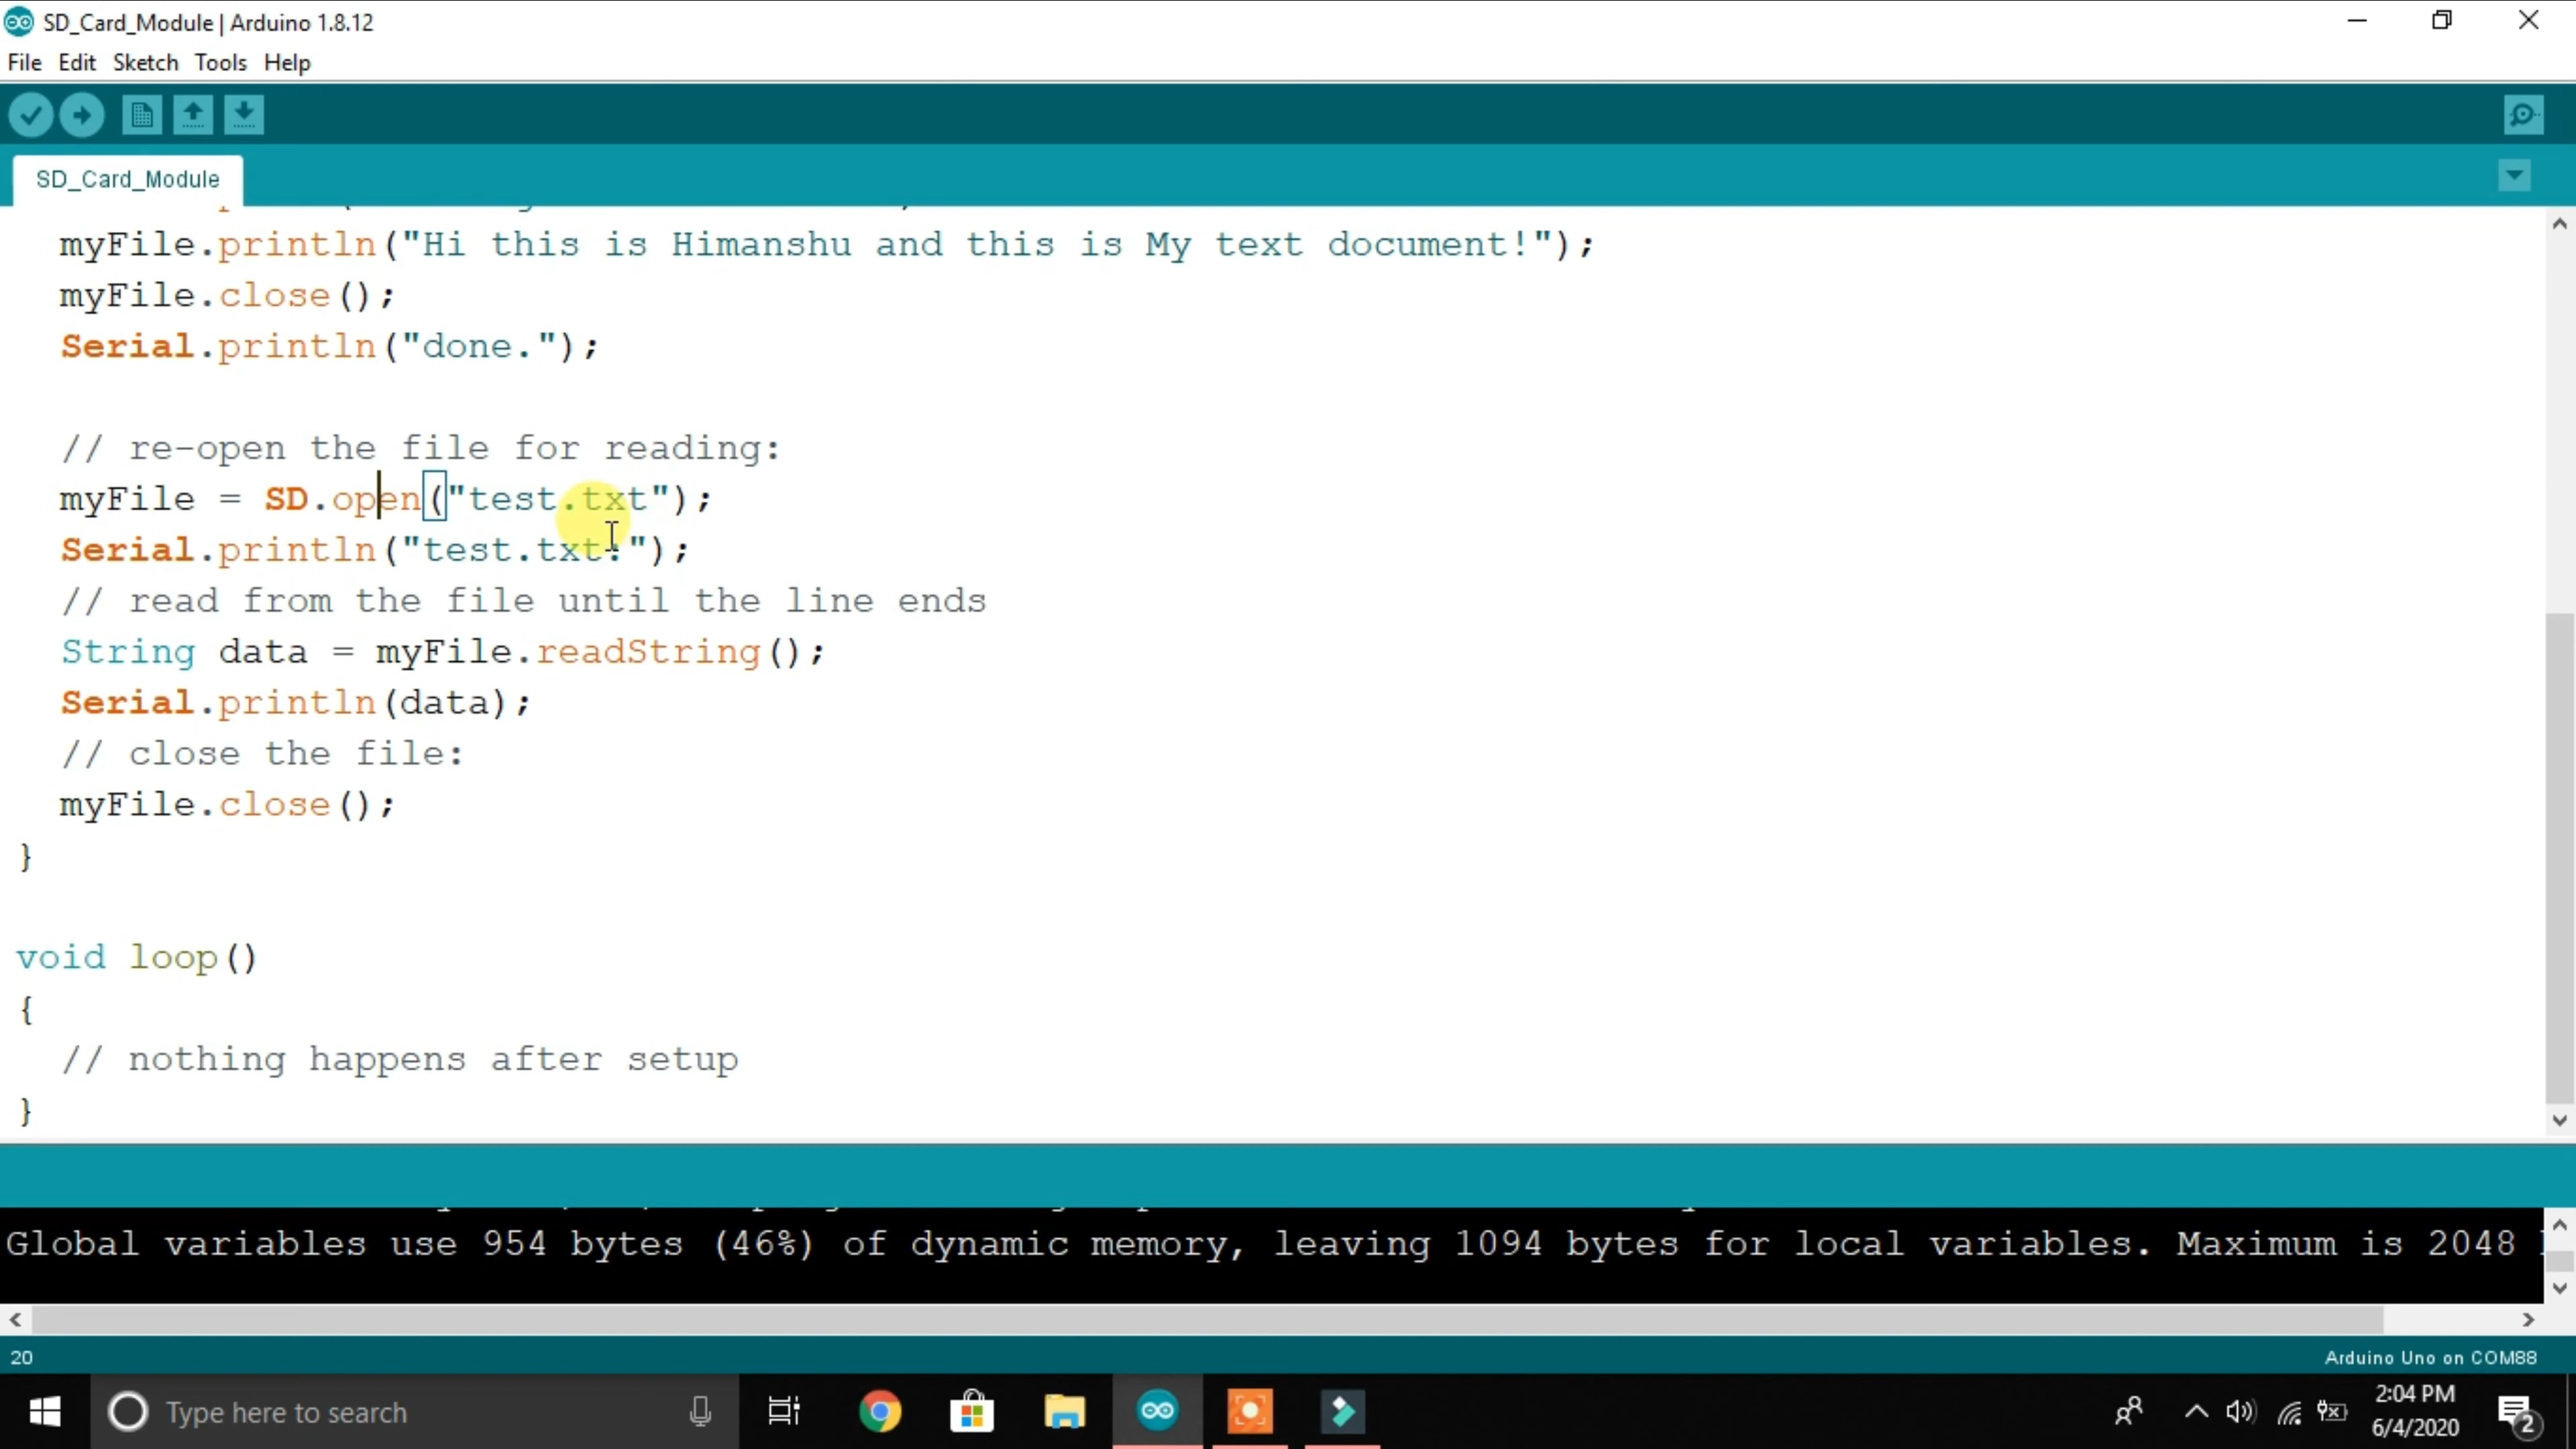 SD_Card_Module | Arduino 1.8.12
File Edit Sketch Tools Help
SD_Card_Module
myFile.println("Hi this is Himanshu and this is My text document!");
myFile.close();
Serial.println("done.");
// re-open the file for reading:
myFile = SD.open("test.txt");
Serial.println("test.txt:");
// read from the file until the line ends
String data = myFile.readString();
Serial.println(data);
// close the file:
myFile.close();
}
void loop()
{
// nothing happens after setup
}
Global variables use 954 bytes (46%) of dynamic memory, leaving 1094 bytes for local variables. Maximum is 2048
20
Arduino Uno on COM88
Type here to search
2:04 PM
6/4/2020
2